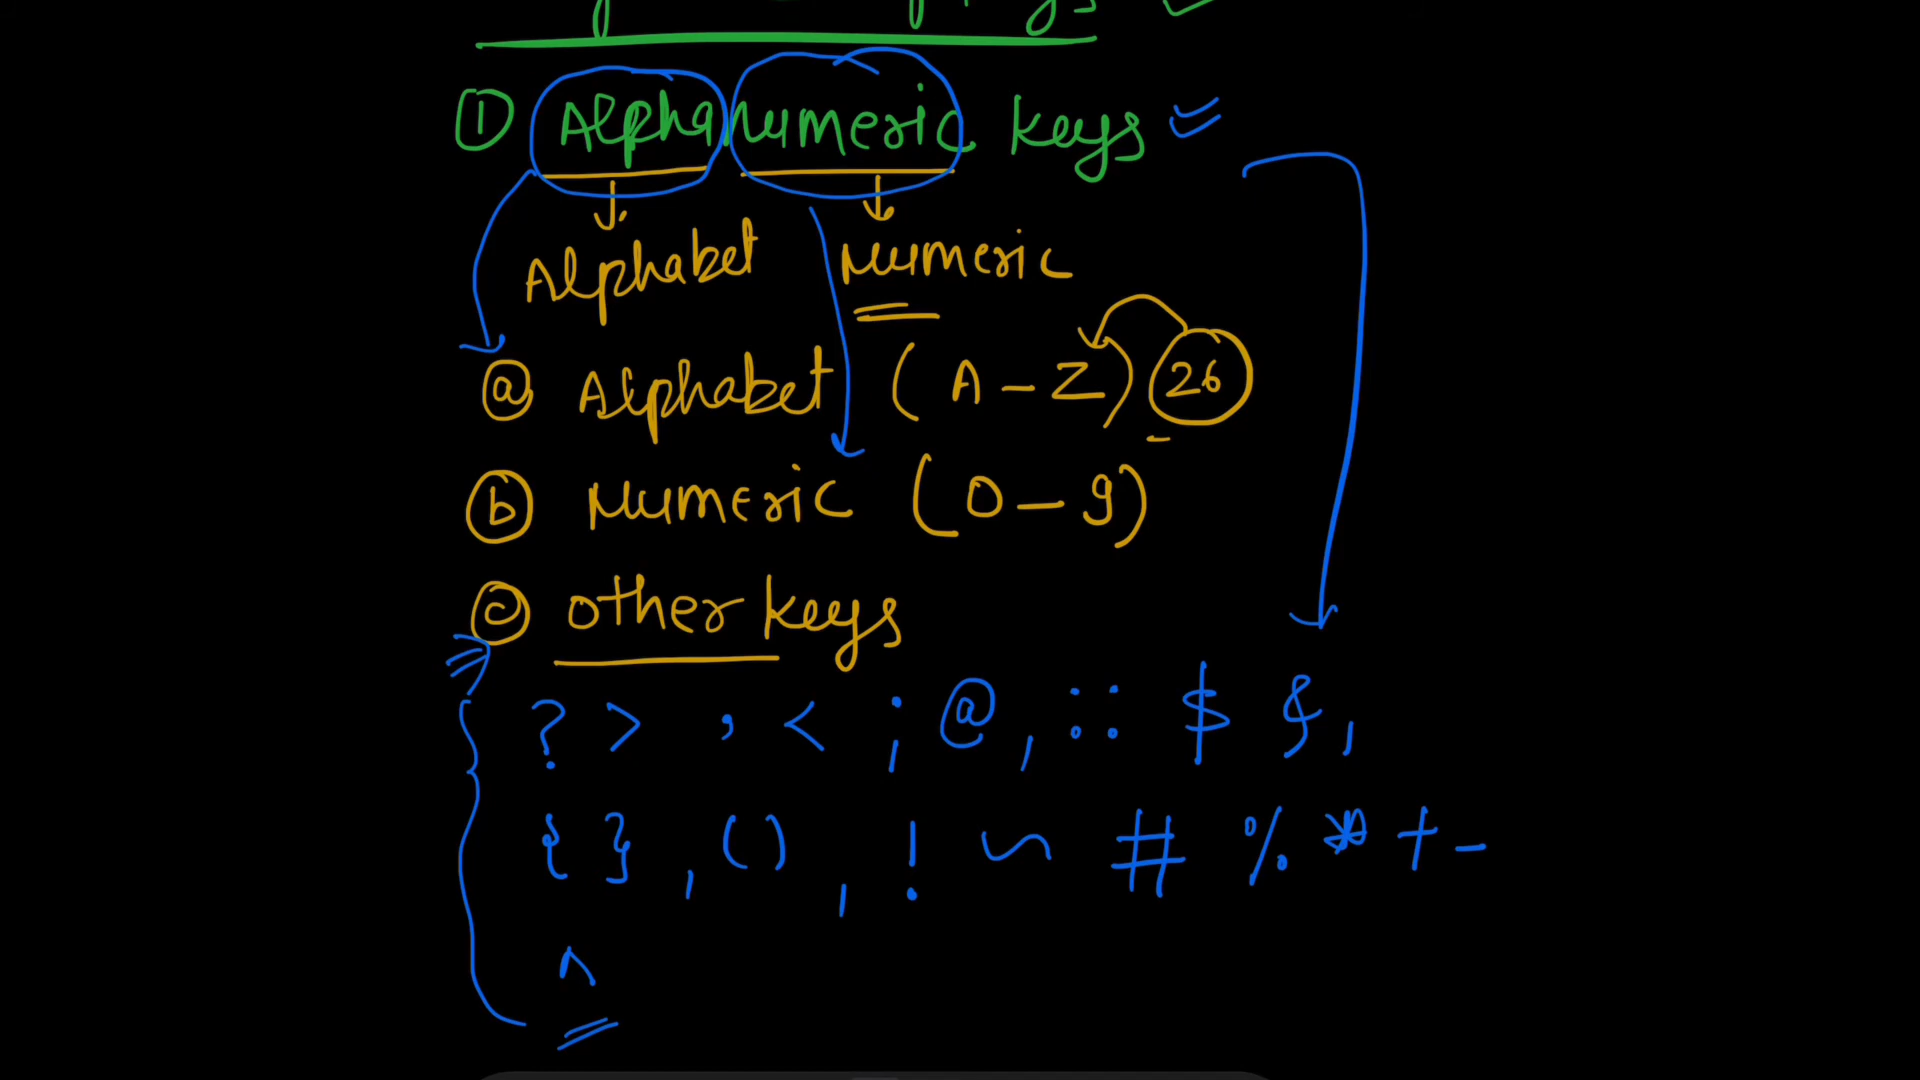 ① Alphanumeric keys
Alphabet Numeric
ⓐ Alphabet (A - Z) 26
ⓑ Numeric (0 - 9)
ⓒ other keys
? > , < ; @ , : : $ & ,
{ } , ( ) , ! ~ # % * + -
^